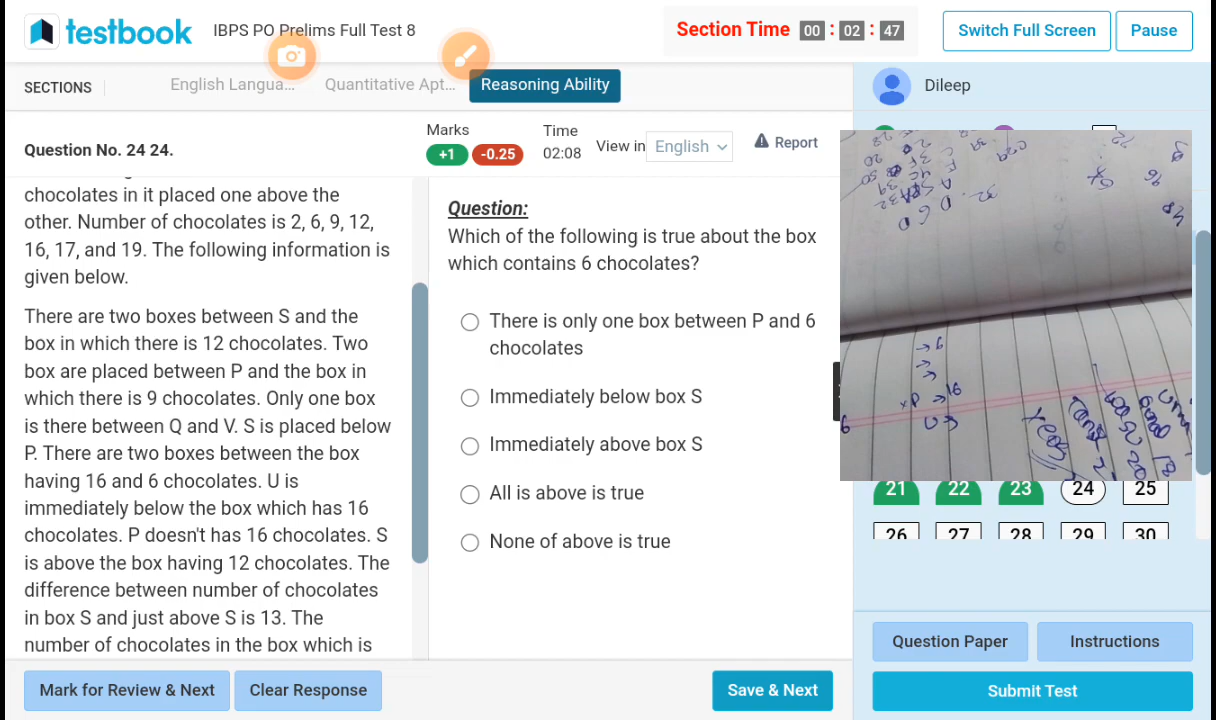 testbook
IBPS PO Prelims Full Test 8
Section Time 00 : 02 : 47
Switch Full Screen
Pause
SECTIONS
English Langua...
Quantitative Apt...
Reasoning Ability
Dileep
Question No. 24 24.
Marks
+1 -0.25
Time
02:08
View in English
Report
chocolates in it placed one above the
other. Number of chocolates is 2, 6, 9, 12,
16, 17, and 19. The following information is
given below.
There are two boxes between S and the
box in which there is 12 chocolates. Two
box are placed between P and the box in
which there is 9 chocolates. Only one box
is there between Q and V. S is placed below
P. There are two boxes between the box
having 16 and 6 chocolates. U is
immediately below the box which has 16
chocolates. P doesn't has 16 chocolates. S
is above the box having 12 chocolates. The
difference between number of chocolates
in box S and just above S is 13. The
number of chocolates in the box which is
Question:
Which of the following is true about the box
which contains 6 chocolates?
There is only one box between P and 6
chocolates
Immediately below box S
Immediately above box S
All is above is true
None of above is true
21 22 23 24 25
26 27 28 29 30
Question Paper
Instructions
Mark for Review & Next
Clear Response
Save & Next
Submit Test